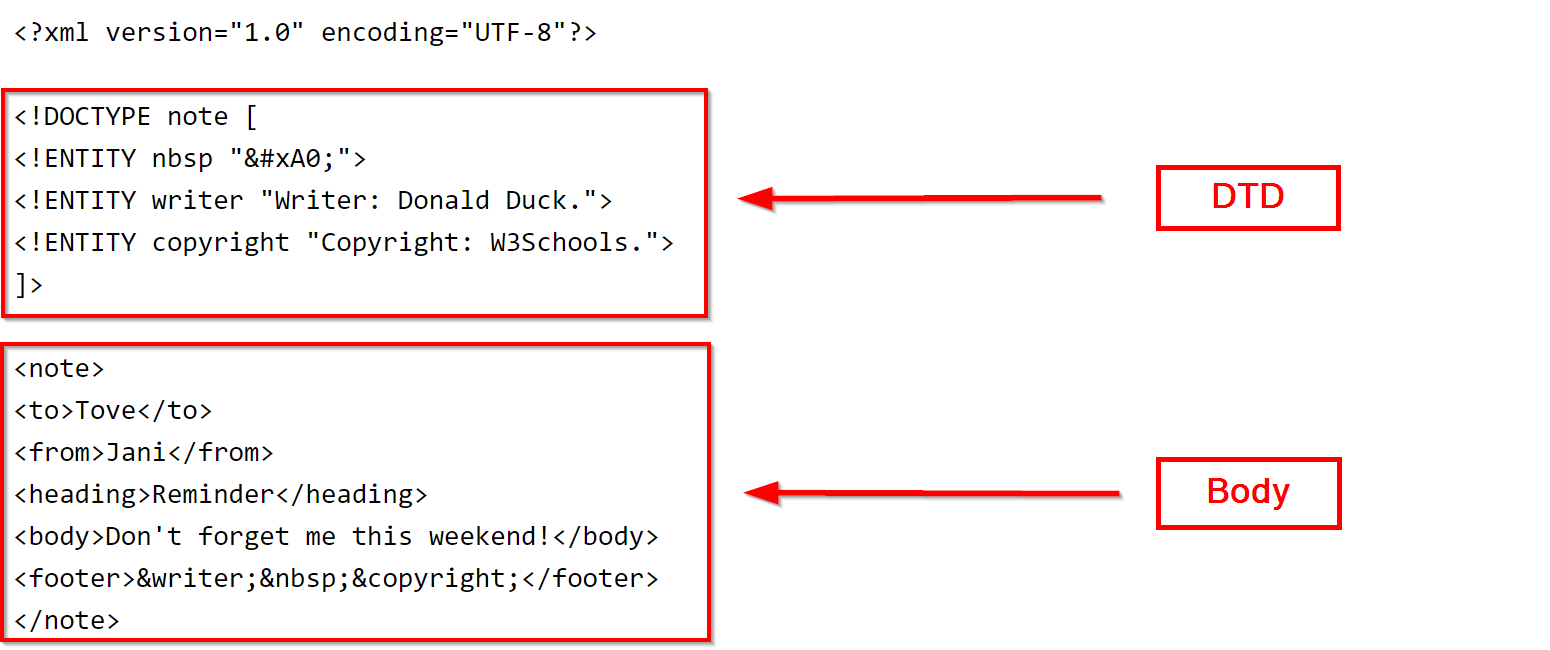 <?xml version="1.0" encoding="UTF-8"?>
<!DOCTYPE note [
<!ENTITY nbsp "&#xA0;">
<!ENTITY writer "Writer: Donald Duck.">
<!ENTITY copyright "Copyright: W3Schools.">
]>
DTD
<note>
<to>Tove</to>
<from>Jani</from>
<heading>Reminder</heading>
<body>Don't forget me this weekend!</body>
<footer>&writer;&nbsp;&copyright;</footer>
</note>
Body